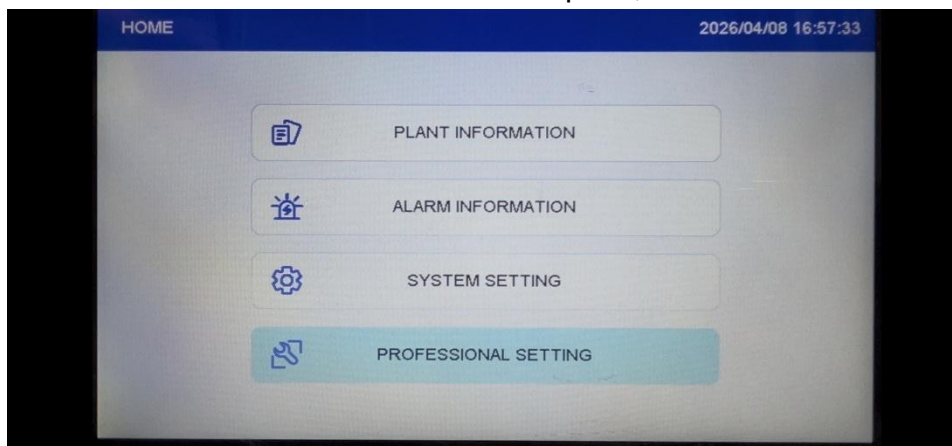 HOME
2026/04/08 16:57:33
PLANT INFORMATION
ALARM INFORMATION
SYSTEM SETTING
PROFESSIONAL SETTING